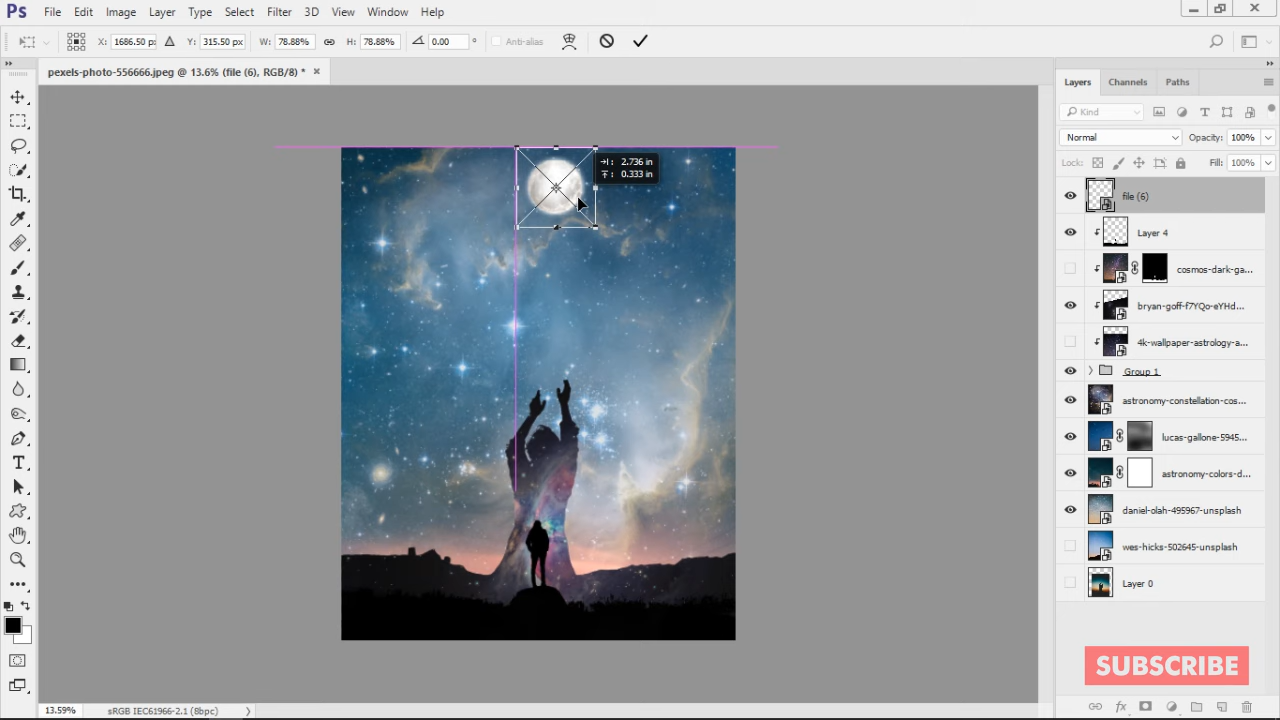 Ps File Edit Image Layer Type Select Filter 3D View Window Help
X: 1686.50 px Y: 315.50 px W: 78.88% H: 78.88% 0.00 ° Anti-alias
pexels-photo-556666.jpeg @ 13.6% (file (6), RGB/8) * ×
Layers Channels Paths
Kind
Normal Opacity: 100%
Lock: Fill: 100%
2.736 in
0.333 in
file (6)
Layer 4
cosmos-dark-ga...
bryan-goff-f7YQo-eYHd...
4k-wallpaper-astrology-a...
Group 1
astronomy-constellation-cos...
lucas-gallone-5945...
astronomy-colors-d...
daniel-olah-495967-unsplash
wes-hicks-502645-unsplash
Layer 0
SUBSCRIBE
13.59% sRGB IEC61966-2.1 (8bpc)